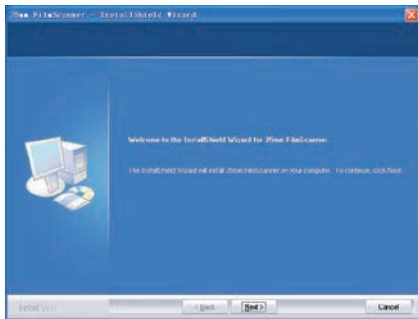 35mm FilmScanner - InstallShield Wizard
Welcome to the InstallShield Wizard for 35mm FilmScanner
The InstallShield Wizard will install 35mm FilmScanner on your computer. To continue, click Next.
InstallShield
< Back Next > Cancel